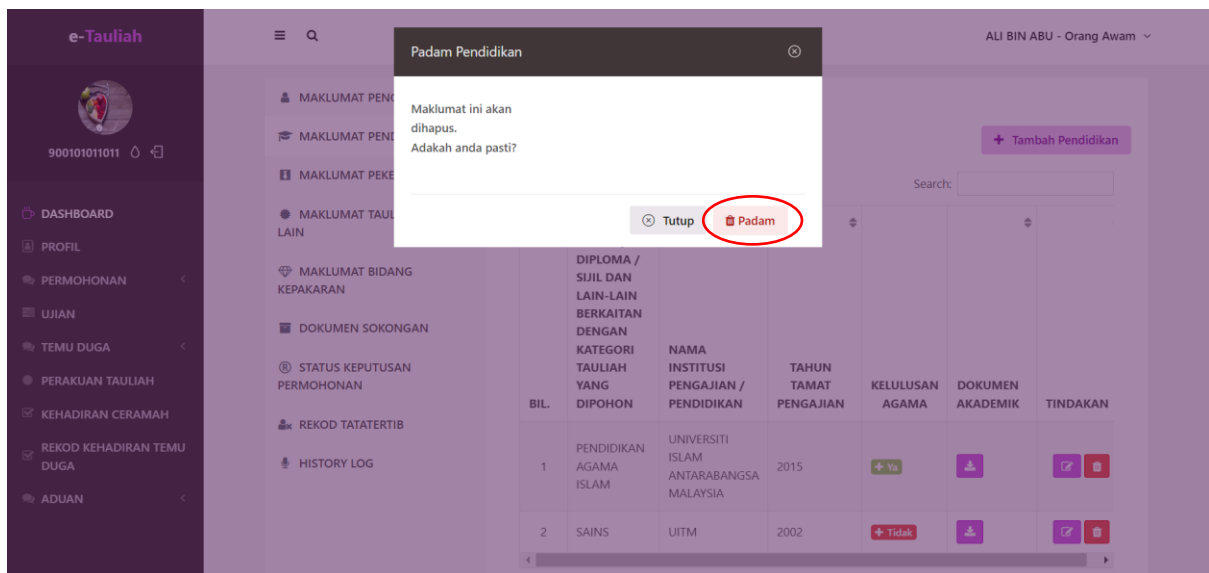 e-Tauliah
ALI BIN ABU - Orang Awam
900101011011
DASHBOARD
PROFIL
PERMOHONAN
UJIAN
TEMU DUGA
PERAKUAN TAULIAH
KEHADIRAN CERAMAH
REKOD KEHADIRAN TEMU
DUGA
ADUAN
MAKLUMAT
MAKLUMAT
MAKLUMAT
MAKLUMAT
LAIN
MAKLUMAT BIDANG
KEPAKARAN
DOKUMEN SOKONGAN
STATUS KEPUTUSAN
PERMOHONAN
REKOD TATATERTIB
HISTORY LOG
Padam Pendidikan
Maklumat ini akan
dihapus.
Adakah anda pasti?
Tutup
Padam
Tambah Pendidikan
Search:
BIL.
DIPLOMA /
SIJIL DAN
LAIN-LAIN
BERKAITAN
DENGAN
KATEGORI
TAULIAH
YANG
DIPOHON
NAMA
INSTITUSI
PENGAJIAN /
PENDIDIKAN
TAHUN
TAMAT
PENGAJIAN
KELULUSAN
AGAMA
DOKUMEN
AKADEMIK
TINDAKAN
1
PENDIDIKAN
AGAMA
ISLAM
UNIVERSITI
ISLAM
ANTARABANGSA
MALAYSIA
2015
Ya
2
SAINS
UITM
2002
Tidak